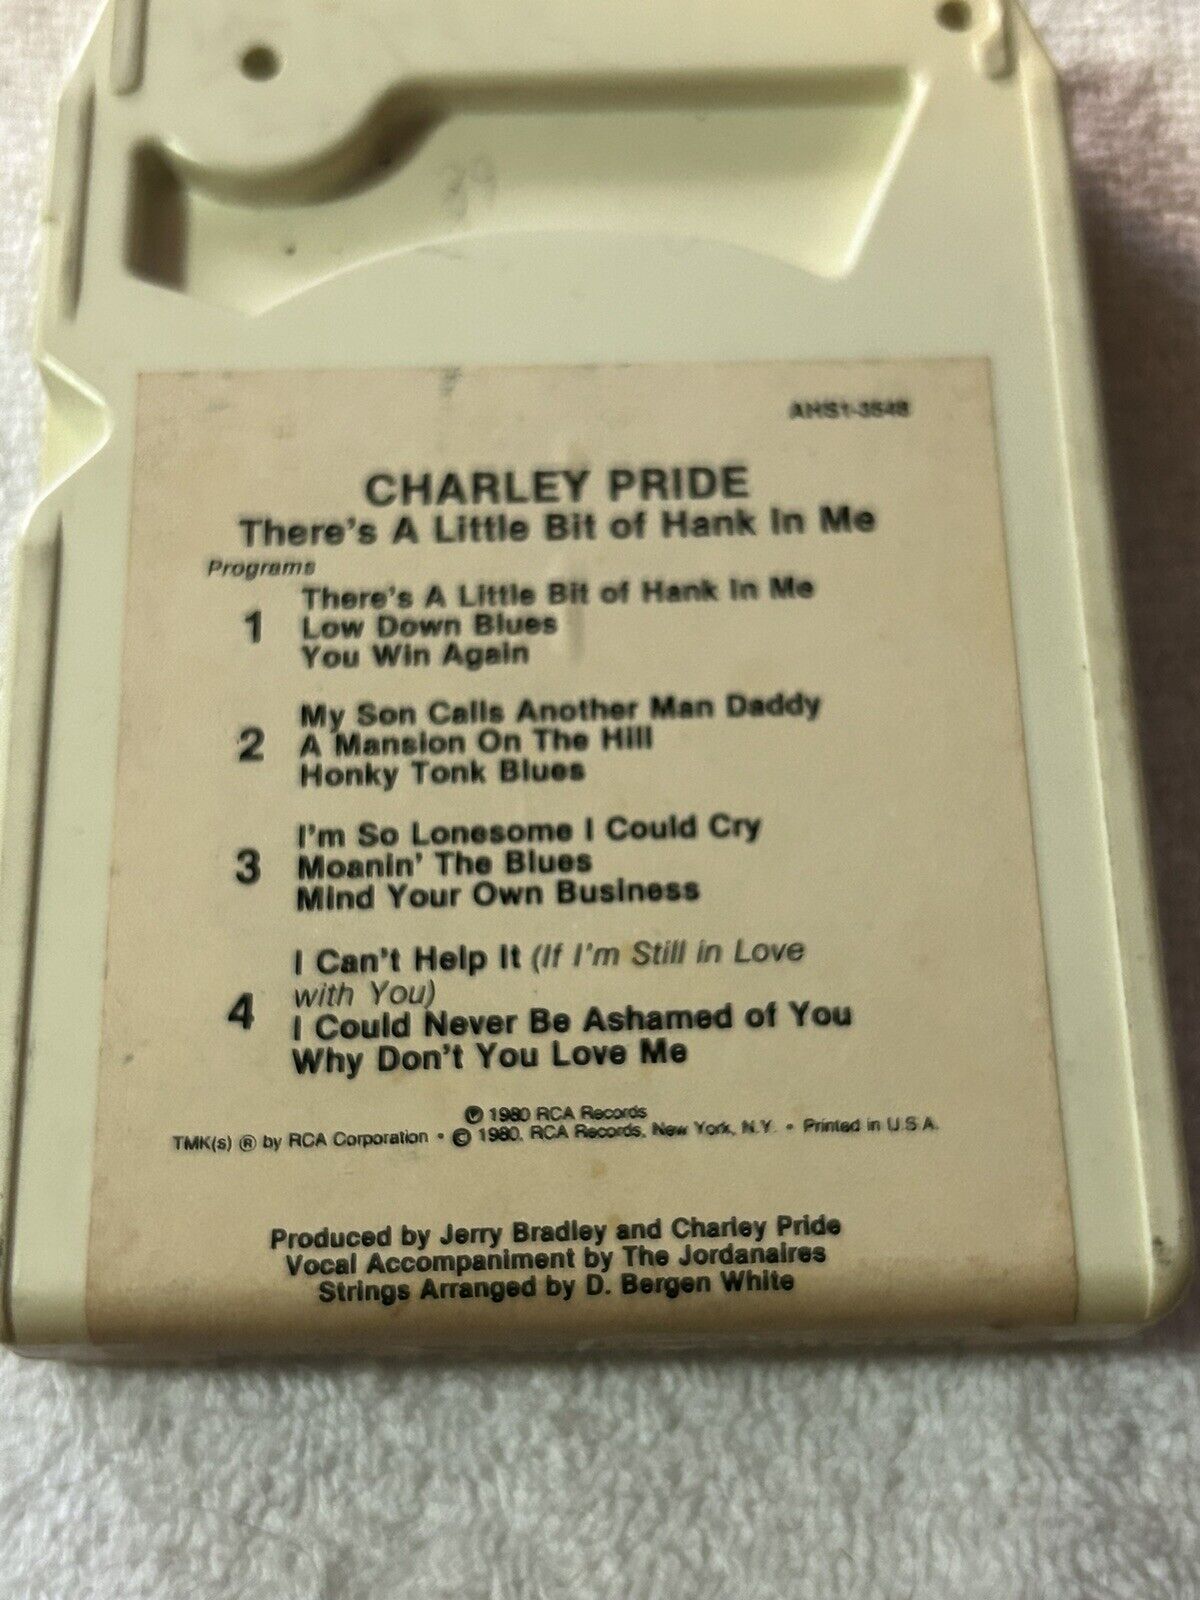 39
AHS1-3548
CHARLEY PRIDE
There's A Little Bit of Hank In Me
Programs
1
There's A Little Bit of Hank In Me
Low Down Blues
You Win Again
2
My Son Calls Another Man Daddy
A Mansion On The Hill
Honky Tonk Blues
3
I'm So Lonesome I Could Cry
Moanin' The Blues
Mind Your Own Business
4
I Can't Help It (If I'm Still in Love
with You)
I Could Never Be Ashamed of You
Why Don't You Love Me
℗ 1980 RCA Records
TMK(s) ® by RCA Corporation • © 1980, RCA Records, New York, N.Y. • Printed in U.S.A.
Produced by Jerry Bradley and Charley Pride
Vocal Accompaniment by The Jordanaires
Strings Arranged by D. Bergen White